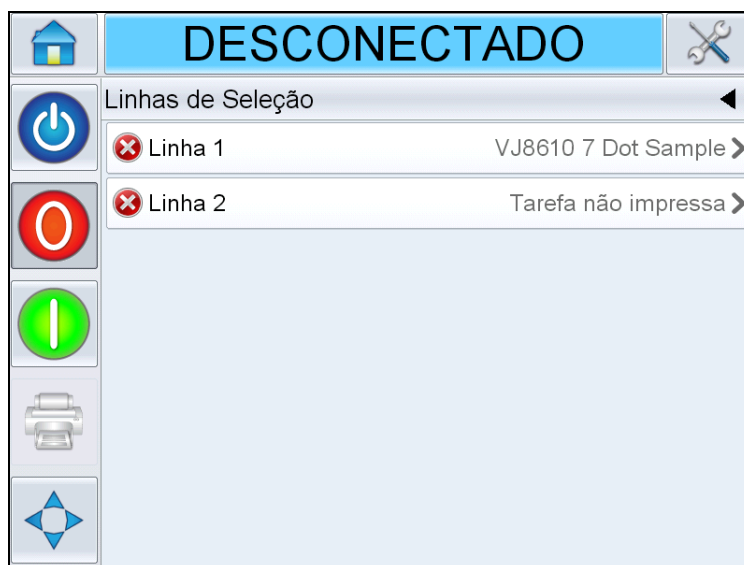 DESCONECTADO
Linhas de Seleção
Linha 1 VJ8610 7 Dot Sample
Linha 2 Tarefa não impressa